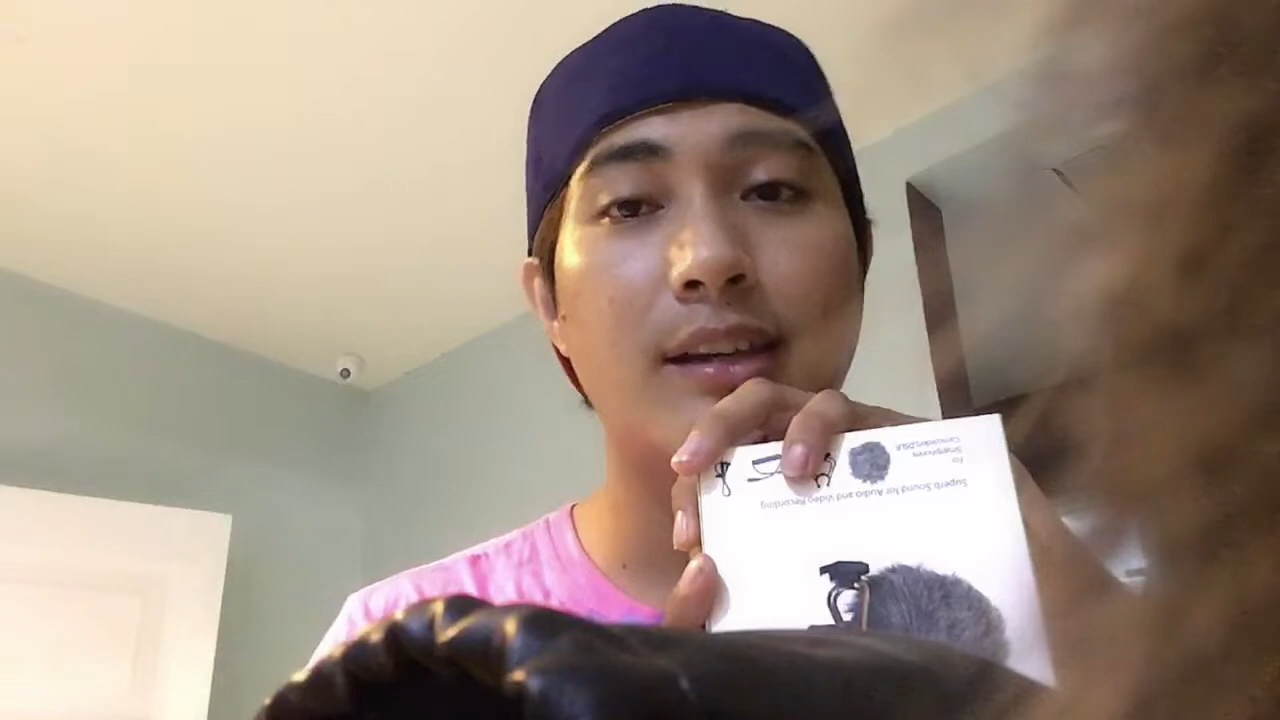 Superb Sound for Audio and Video Recording
For
Smartphones
Camcorders,DSLR